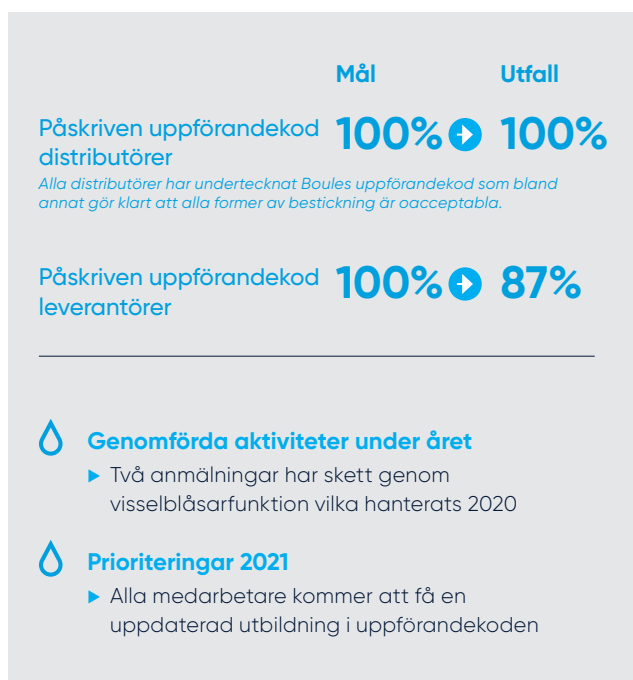 Mål Utfall
Påskriven uppförandekod 100% 100%
distributörer
Alla distributörer har undertecknat Boules uppförandekod som bland
annat gör klart att alla former av bestickning är oacceptabla.
Påskriven uppförandekod 100% 87%
leverantörer
Genomförda aktiviteter under året
Två anmälningar har skett genom
visselblåsarfunktion vilka hanterats 2020
Prioriteringar 2021
Alla medarbetare kommer att få en
uppdaterad utbildning i uppförandekoden